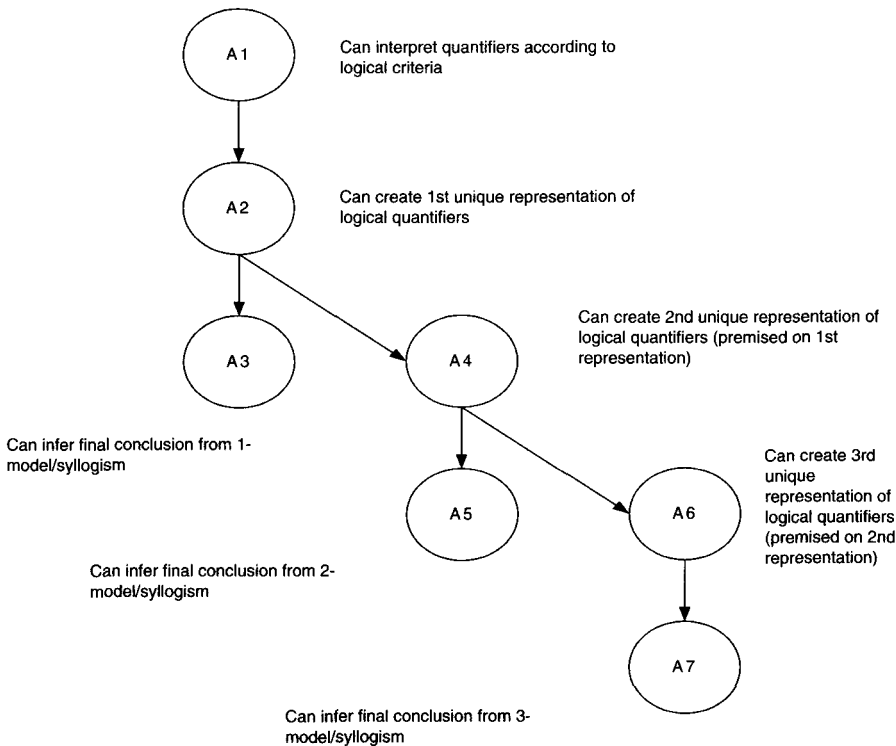 A1
Can interpret quantifiers according to
logical criteria
A2
Can create 1st unique representation of
logical quantifiers
A3
A4
Can create 2nd unique representation of
logical quantifiers (premised on 1st
representation)
Can infer final conclusion from 1-
model/syllogism
A5
A6
Can create 3rd
unique
representation of
logical quantifiers
(premised on 2nd
representation)
Can infer final conclusion from 2-
model/syllogism
A7
Can infer final conclusion from 3-
model/syllogism